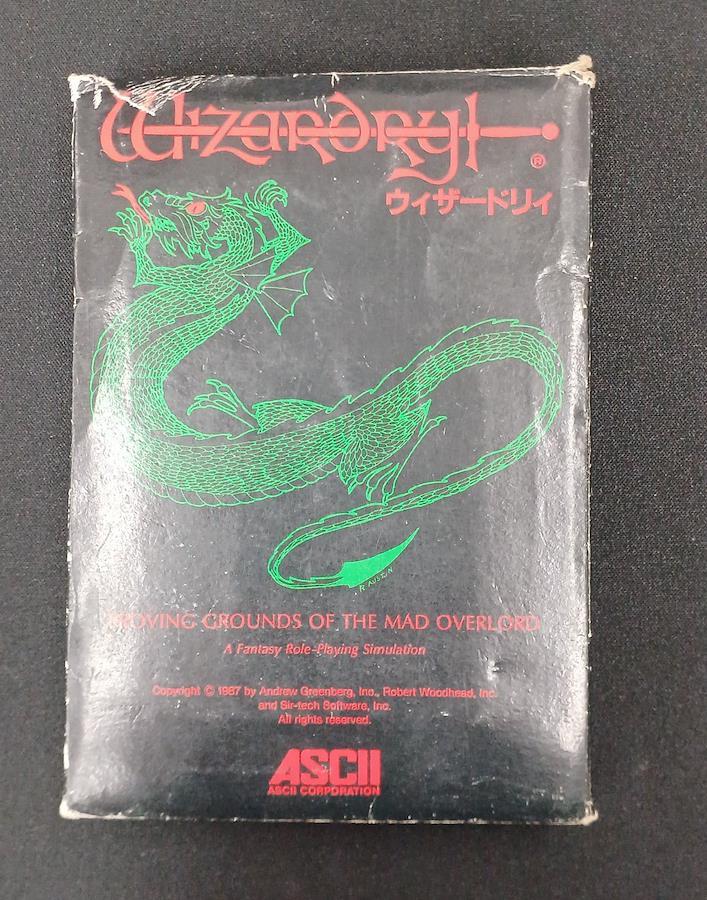 Wizardry
®
ウィザードリィ
R. AUSTIN
PROVING GROUNDS OF THE MAD OVERLORD
A Fantasy Role-Playing Simulation
Copyright © 1987 by Andrew Greenberg, Inc., Robert Woodhead, Inc.
and Sir-tech Software, Inc.
All rights reserved.
ASCII
ASCII CORPORATION